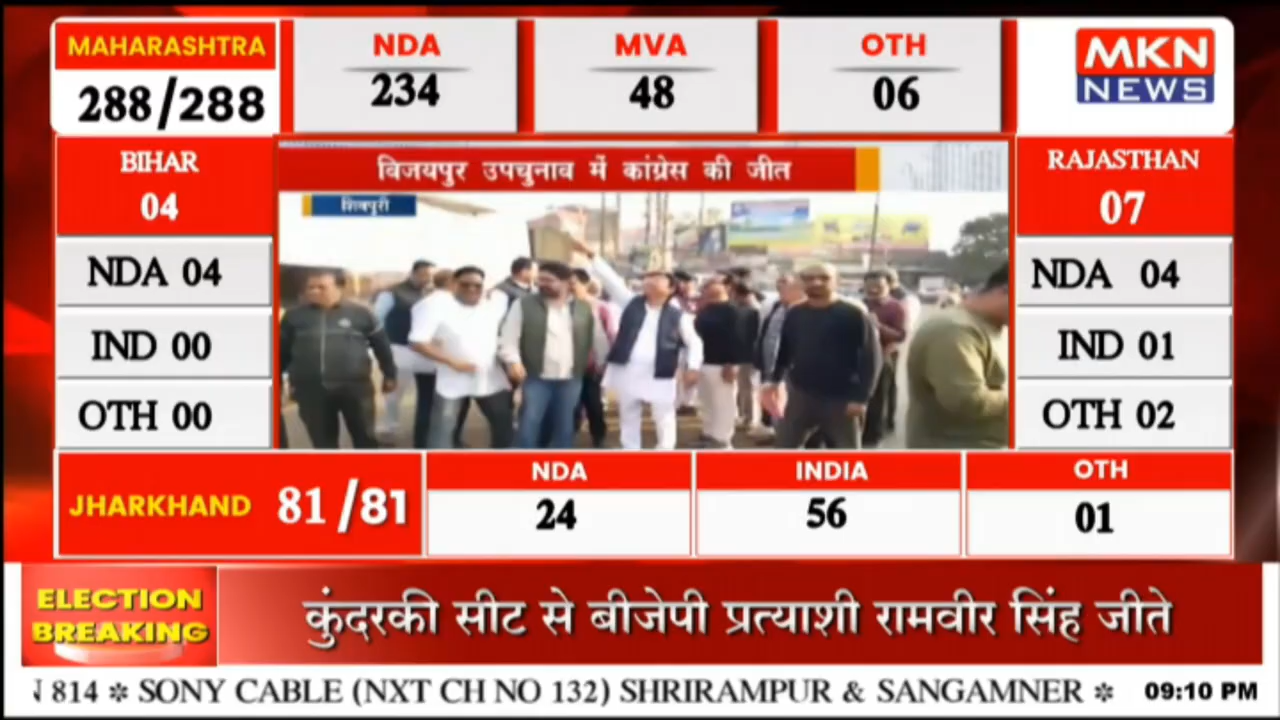 MAHARASHTRA
288/288
NDA
234
MVA
48
OTH
06
MKN
NEWS
BIHAR
04
NDA 04
IND 00
OTH 00
विजयपुर उपचुनाव में कांग्रेस की जीत
शिवपुरी
RAJASTHAN
07
NDA 04
IND 01
OTH 02
JHARKHAND 81/81
NDA
24
INDIA
56
OTH
01
ELECTION
BREAKING
कुंदरकी सीट से बीजेपी प्रत्याशी रामवीर सिंह जीते
814 * SONY CABLE (NXT CH NO 132) SHRIRAMPUR & SANGAMNER * 09:10 PM